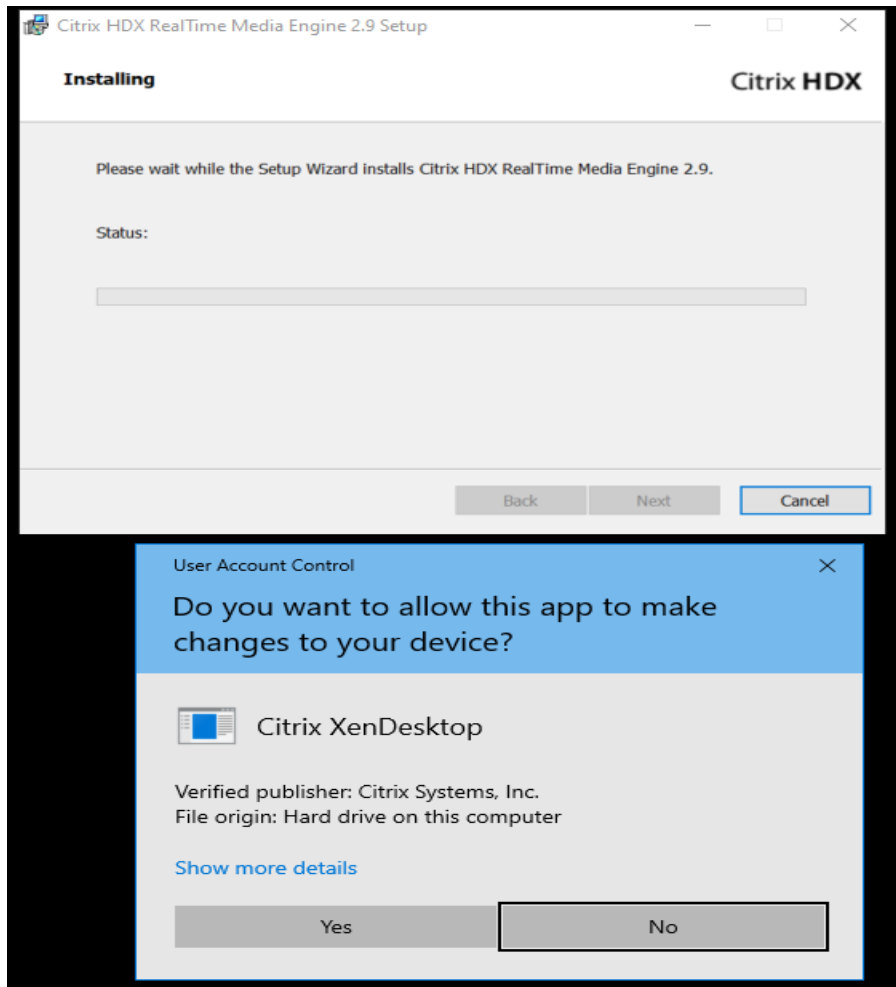 Citrix HDX RealTime Media Engine 2.9 Setup
Installing
Citrix HDX
Please wait while the Setup Wizard installs Citrix HDX RealTime Media Engine 2.9.
Status:
Back Next Cancel
User Account Control
Do you want to allow this app to make
changes to your device?
Citrix XenDesktop
Verified publisher: Citrix Systems, Inc.
File origin: Hard drive on this computer
Show more details
Yes No